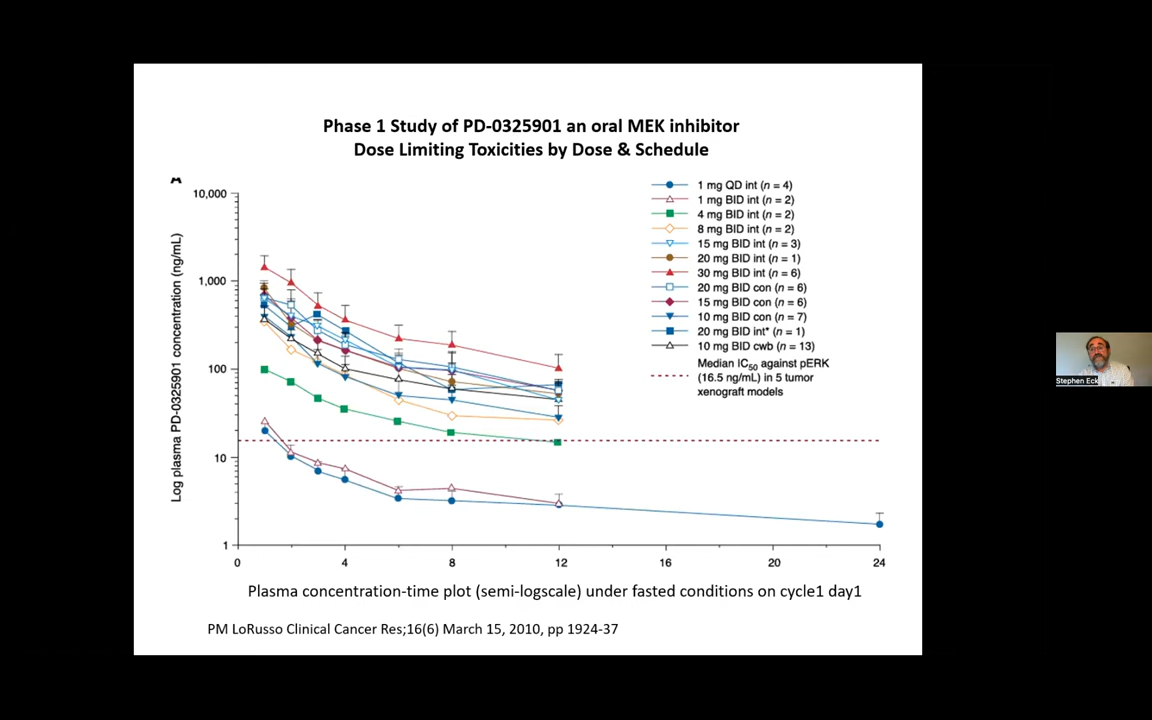 Phase 1 Study of PD-0325901 an oral MEK inhibitor
Dose Limiting Toxicities by Dose & Schedule
Log plasma PD-0325901 concentration (ng/mL)
10,000
1,000
100
10
1
0
4
8
12
16
20
24
1 mg QD int (n = 4)
1 mg BID int (n = 2)
4 mg BID int (n = 2)
8 mg BID int (n = 2)
15 mg BID int (n = 3)
20 mg BID int (n = 1)
30 mg BID int (n = 6)
20 mg BID con (n = 6)
15 mg BID con (n = 6)
10 mg BID con (n = 7)
20 mg BID int* (n = 1)
10 mg BID cwb (n = 13)
Median IC50 against pERK
(16.5 ng/mL) in 5 tumor
xenograft models
Plasma concentration-time plot (semi-logscale) under fasted conditions on cycle1 day1
PM LoRusso Clinical Cancer Res;16(6) March 15, 2010, pp 1924-37
Stephen Eck